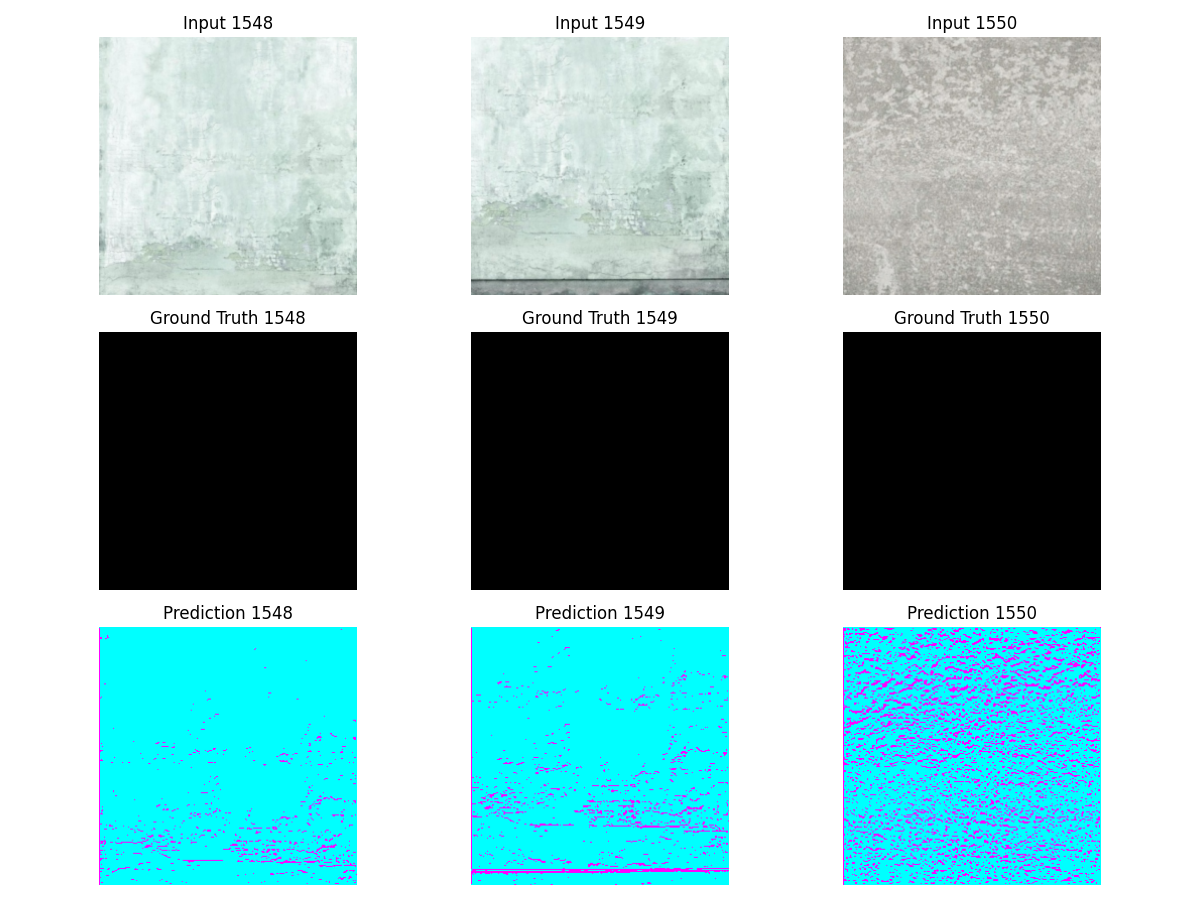 Input 1548
Input 1549
Input 1550
Ground Truth 1548
Ground Truth 1549
Ground Truth 1550
Prediction 1548
Prediction 1549
Prediction 1550